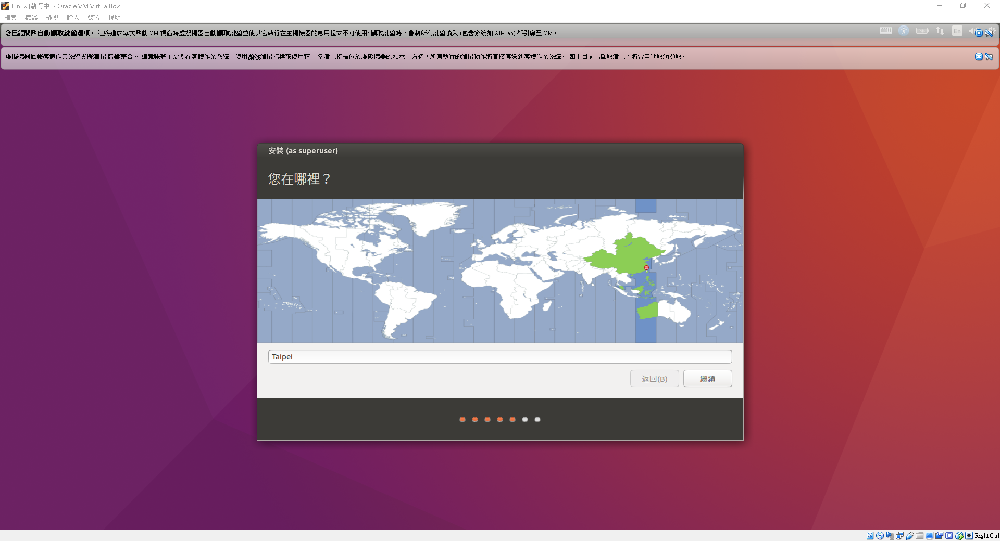 Linux [執行中] - Oracle VM VirtualBox
檔案 機器 檢視 輸入 裝置 說明
您已經開啟自動擷取鍵盤選項。 這將造成每次啟動 VM 視窗時虛擬機器自動擷取鍵盤並使其它執行在主機機器的應用程式不可使用: 擷取鍵盤時，會將所有鍵盤輸入 (包含系統如 Alt-Tab) 都引導至 VM。
En
虛擬機器回報客體作業系統支援滑鼠指標整合。 這意味著不需要在客體作業系統中使用擷取滑鼠指標來使用它 -- 當滑鼠指標位於虛擬機器的顯示上方時，所有執行的滑鼠動作將直接傳送到客體作業系統。 如果目前已擷取滑鼠，將會自動取消擷取。
安裝 (as superuser)
您在哪裡？
Taipei
返回(B) 繼續
Right Ctrl